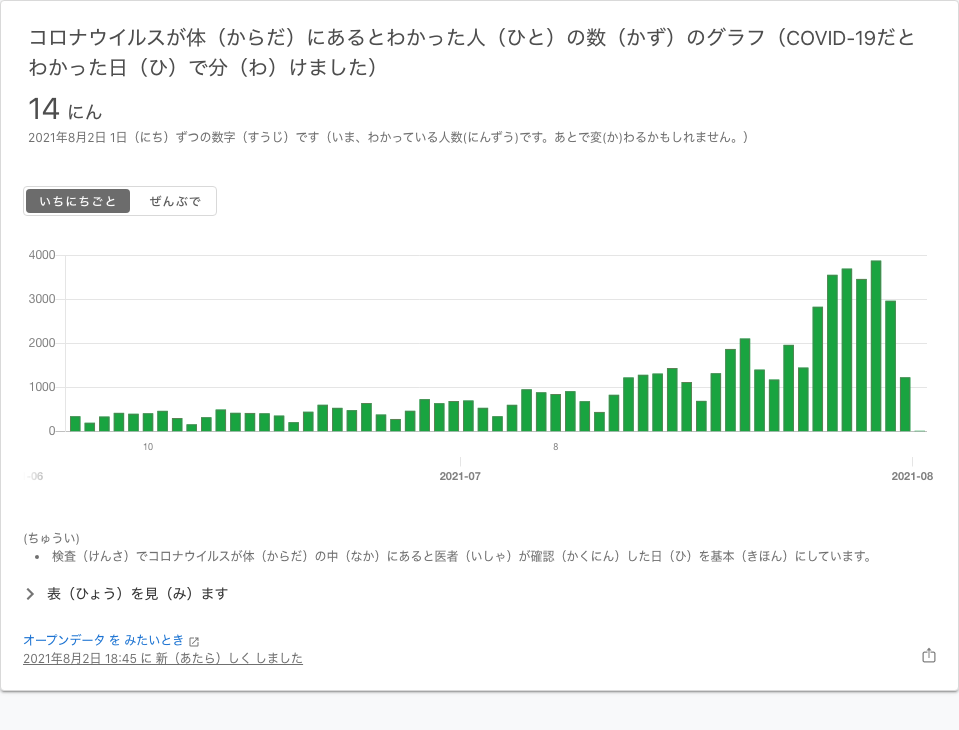 コロナウイルスが体（からだ）にあるとわかった人（ひと）の数（かず）のグラフ（COVID-19だと
わかった日（ひ）で分（わ）けました）
14 にん
2021年8月2日 1日（にち）ずつの数字（すうじ）です（いま、わかっている人数(にんずう)です。あとで変(か)わるかもしれません。）
いちにちごと ぜんぶで
4000
3000
2000
1000
0
10 8
-06 2021-07 2021-08
(ちゅうい)
• 検査（けんさ）でコロナウイルスが体（からだ）の中（なか）にあると医者（いしゃ）が確認（かくにん）した日（ひ）を基本（きほん）にしています。
表（ひょう）を見（み）ます
オープンデータ を みたいとき
2021年8月2日 18:45 に 新（あたら）しく しました